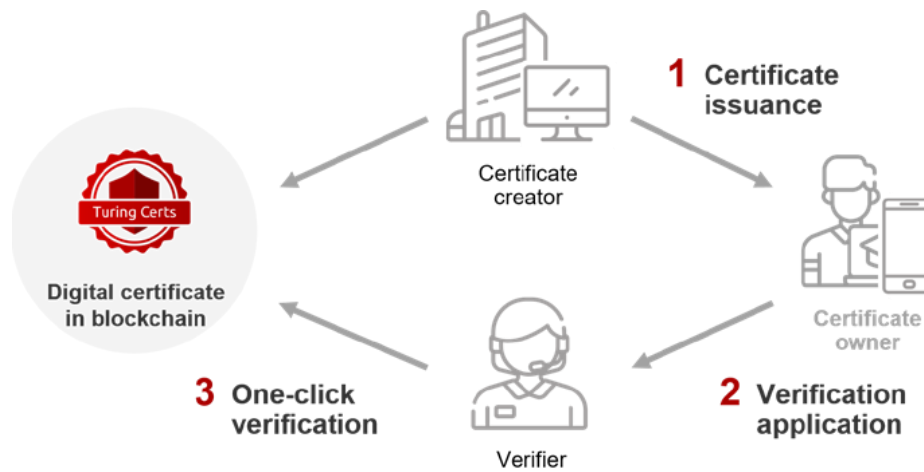 1 Certificate
issuance
Certificate
creator
Turing Certs
Digital certificate
in blockchain
Certificate
owner
3 One-click
verification
2 Verification
application
Verifier